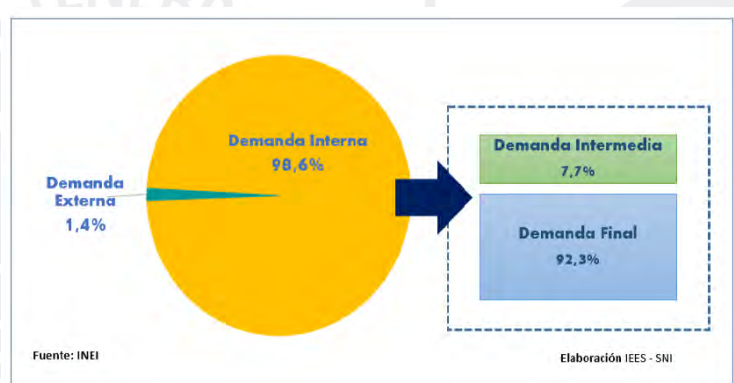 Demanda Interna
98,6%
Demanda
Externa
1,4%
Demanda Intermedia
7,7%
Demanda Final
92,3%
Fuente: INEI
Elaboración IEES - SNI